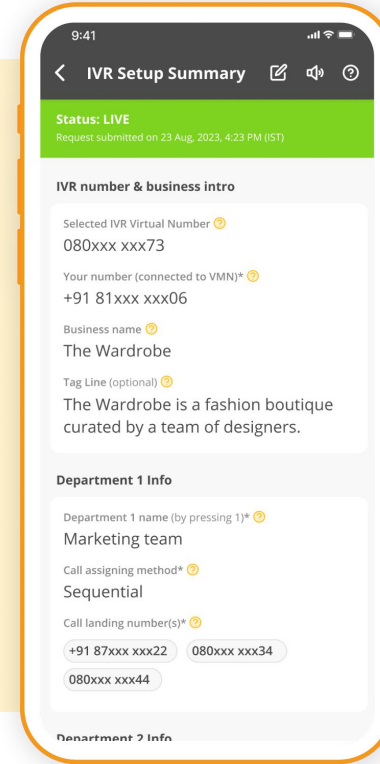 9:41
IVR Setup Summary
Status: LIVE
Request submitted on 23 Aug, 2023, 4:23 PM (IST)
IVR number & business intro
Selected IVR Virtual Number
080xxx xxx73
Your number (connected to VMN)*
+91 81xxx xxx06
Business name
The Wardrobe
Tag Line (optional)
The Wardrobe is a fashion boutique
curated by a team of designers.
Department 1 Info
Department 1 name (by pressing 1)*
Marketing team
Call assigning method*
Sequential
Call landing number(s)*
+91 87xxx xxx22 080xxx xxx34
080xxx xxx44
Department 2 Info